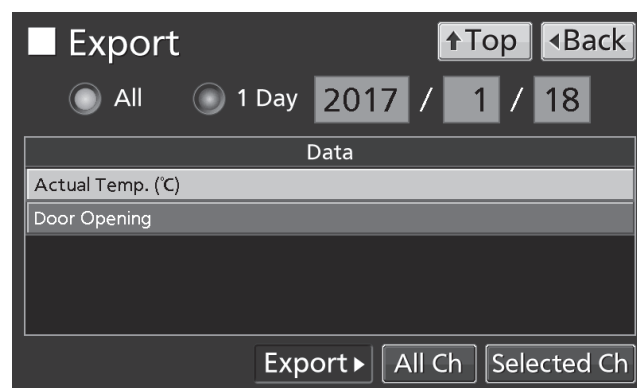 Export ↑Top ◂Back
All 1 Day 2017 / 1 / 18
Data
Actual Temp. (℃)
Door Opening
Export▸ All Ch Selected Ch